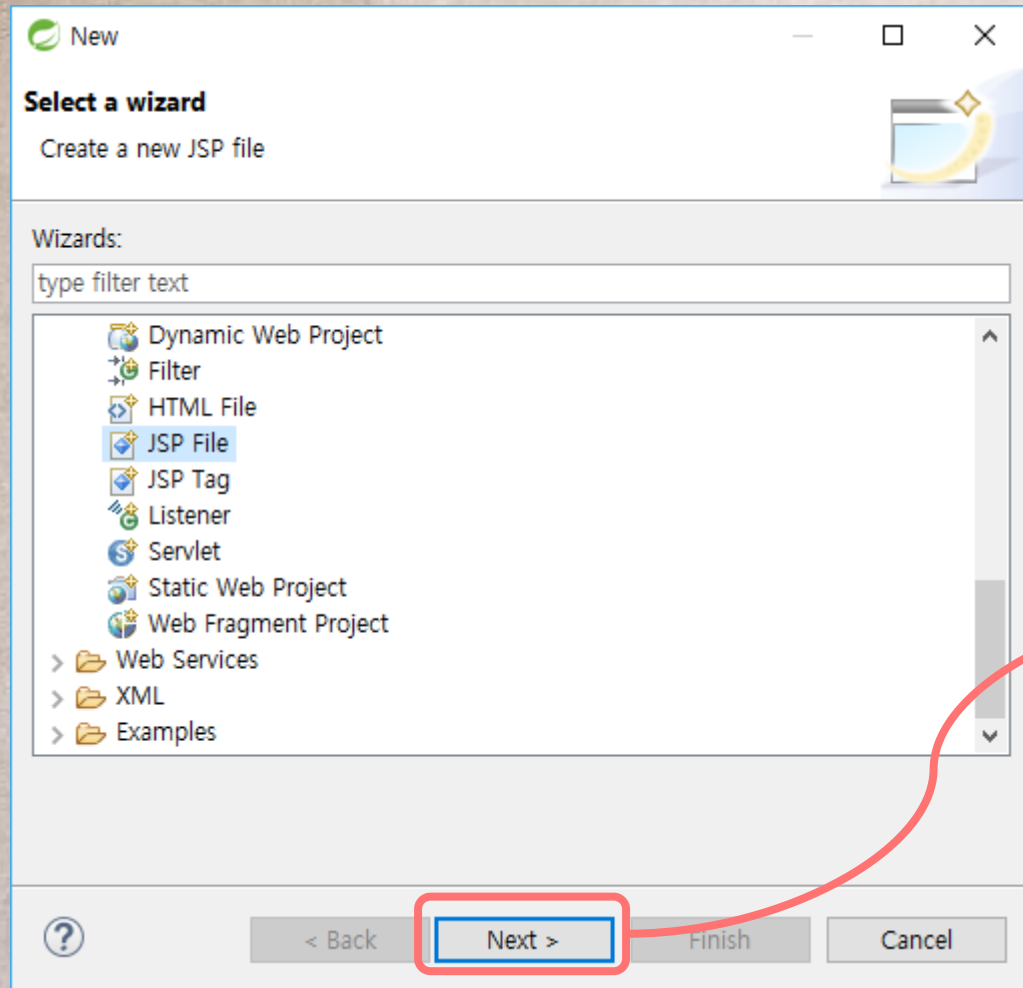 New
Select a wizard
Create a new JSP file
Wizards:
type filter text
Dynamic Web Project
Filter
HTML File
JSP File
JSP Tag
Listener
Servlet
Static Web Project
Web Fragment Project
Web Services
XML
Examples
< Back Next > Finish Cancel